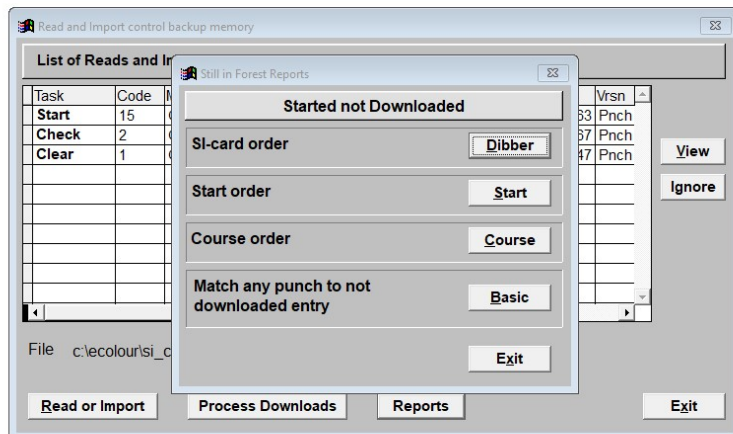 Read and Import control backup memory
List of Reads and
Still in Forest Reports
Started not Downloaded
Task Code Vrsn
Start 15 63 Pnch
Check 2 67 Pnch
Clear 1 47 Pnch
SI-card order Dibber
Start order Start
Course order Course
Match any punch to not
downloaded entry
Basic
Exit
View
Ignore
File c:\ecolour\si_c
Read or Import Process Downloads Reports Exit